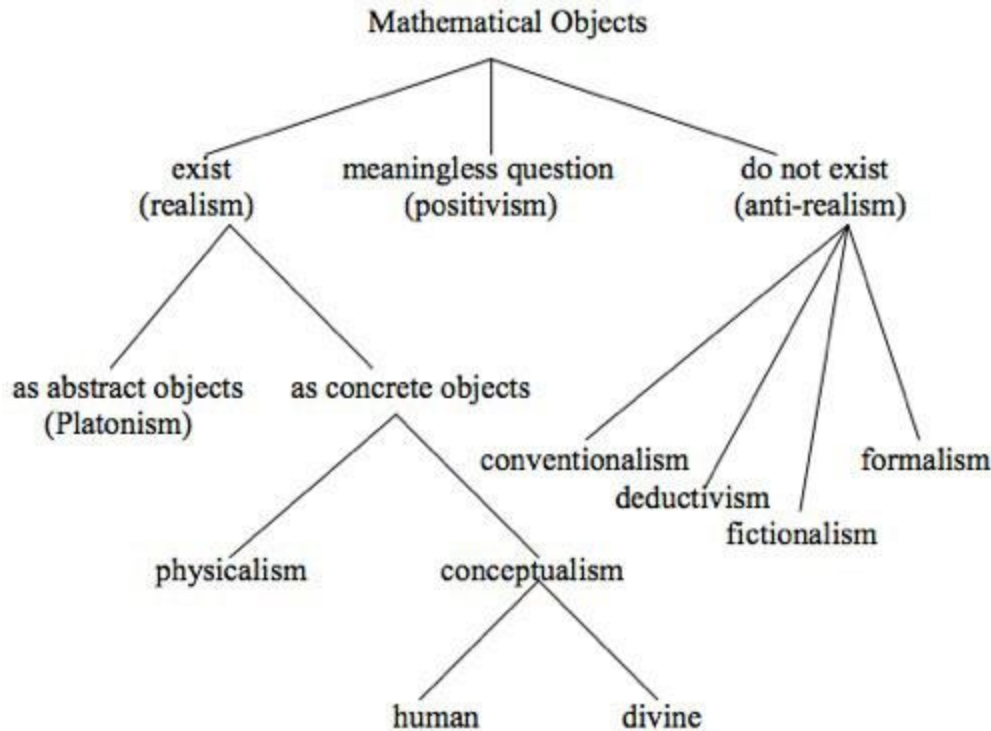 Mathematical Objects
exist
(realism)
meaningless question
(positivism)
do not exist
(anti-realism)
as abstract objects
(Platonism)
as concrete objects
conventionalism
deductivism
fictionalism
formalism
physicalism
conceptualism
human
divine